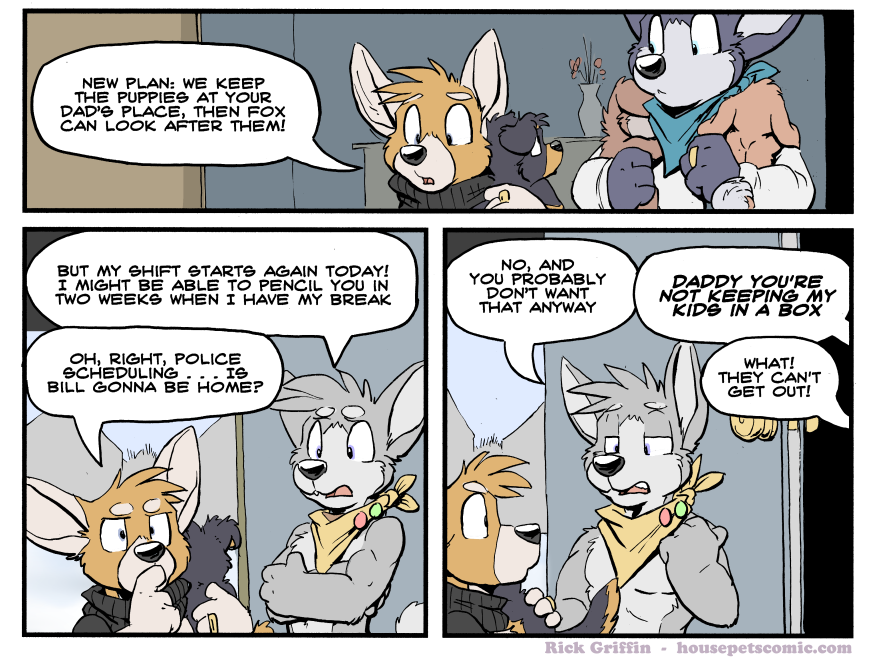 NEW PLAN: WE KEEP
THE PUPPIES AT YOUR
DAD'S PLACE, THEN FOX
CAN LOOK AFTER THEM!
BUT MY SHIFT STARTS AGAIN TODAY!
I MIGHT BE ABLE TO PENCIL YOU IN
TWO WEEKS WHEN I HAVE MY BREAK
OH, RIGHT, POLICE
SCHEDULING . . . IS
BILL GONNA BE HOME?
NO, AND
YOU PROBABLY
DON'T WANT
THAT ANYWAY
DADDY YOU'RE
NOT KEEPING MY
KIDS IN A BOX
WHAT!
THEY CAN'T
GET OUT!
Rick Griffin - housepetscomic.com